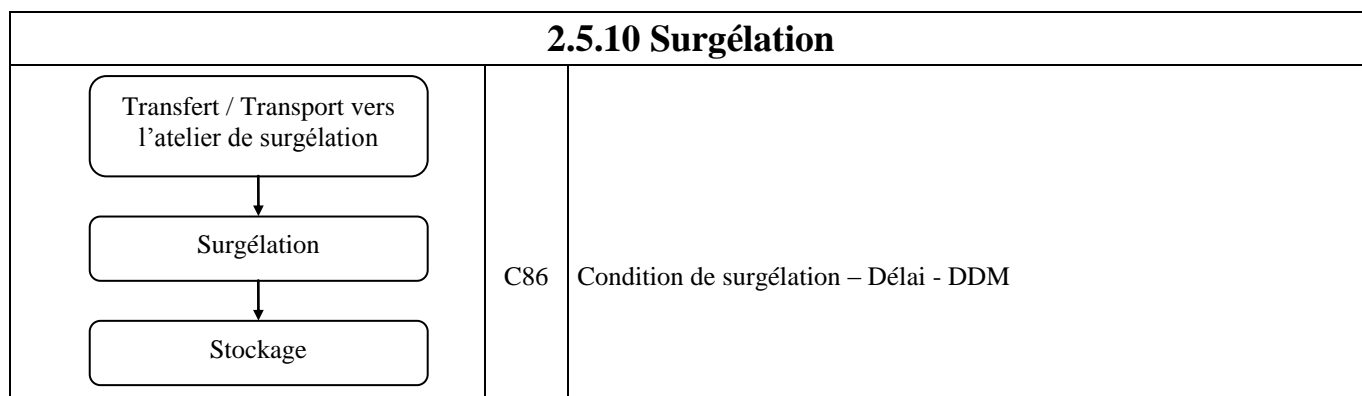 2.5.10 Surgélation
Transfert / Transport vers
l’atelier de surgélation
Surgélation
C86
Condition de surgélation – Délai - DDM
Stockage